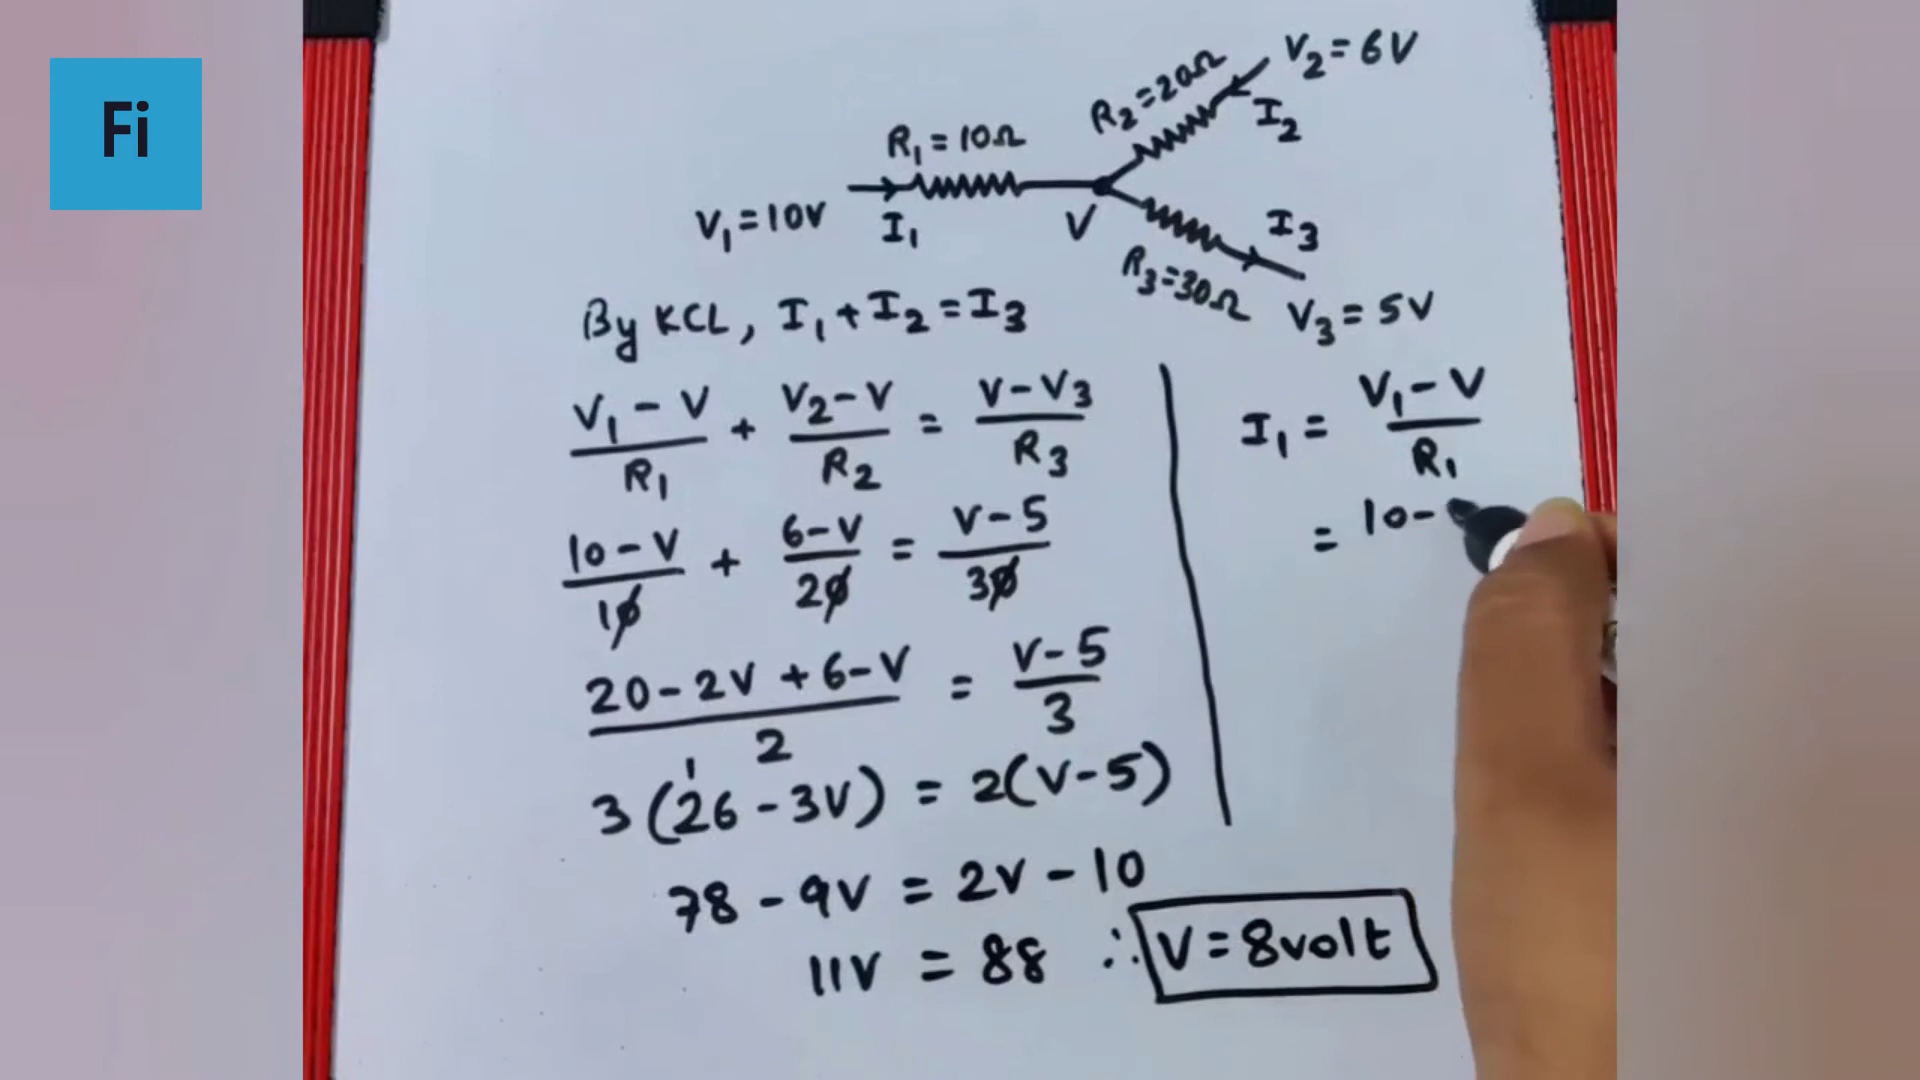 Fi
V₂ = 6V
R₂ = 20Ω
I₂
R₁ = 10Ω
V₁ = 10V
I₁
V
I₃
R₃ = 30Ω
V₃ = 5V
By KCL, I₁ + I₂ = I₃
(V₁ - V)/R₁ + (V₂ - V)/R₂ = (V - V₃)/R₃
(10 - V)/10 + (6 - V)/20 = (V - 5)/30
(20 - 2V + 6 - V)/2 = (V - 5)/3
3(26 - 3V) = 2(V - 5)
78 - 9V = 2V - 10
11V = 88 ∴ V = 8volt
I₁ = (V₁ - V)/R₁
= 10 -